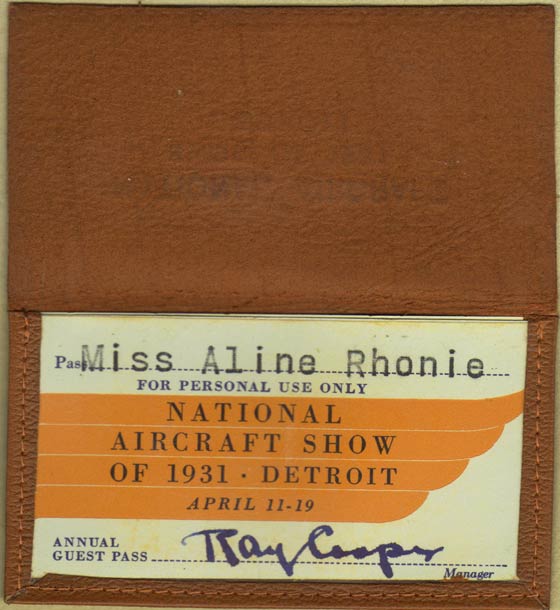 Pass Miss Aline Rhonie
FOR PERSONAL USE ONLY
NATIONAL
AIRCRAFT SHOW
OF 1931 · DETROIT
APRIL 11-19
ANNUAL
GUEST PASS Ray Cooper
Manager